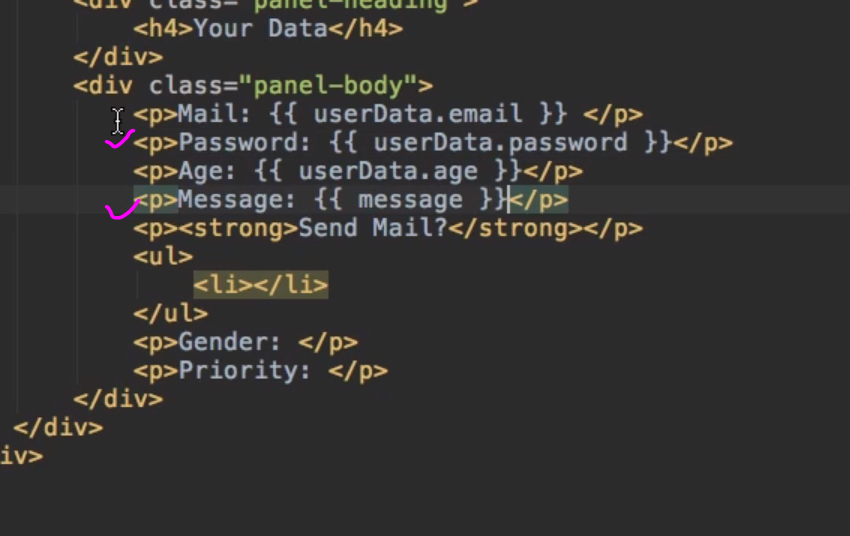 <div class="panel-heading">
<h4>Your Data</h4>
</div>
<div class="panel-body">
<p>Mail: {{ userData.email }} </p>
<p>Password: {{ userData.password }}</p>
<p>Age: {{ userData.age }}</p>
<p>Message: {{ message }}</p>
<p><strong>Send Mail?</strong></p>
<ul>
<li></li>
</ul>
<p>Gender: </p>
<p>Priority: </p>
</div>
</div>
iv>